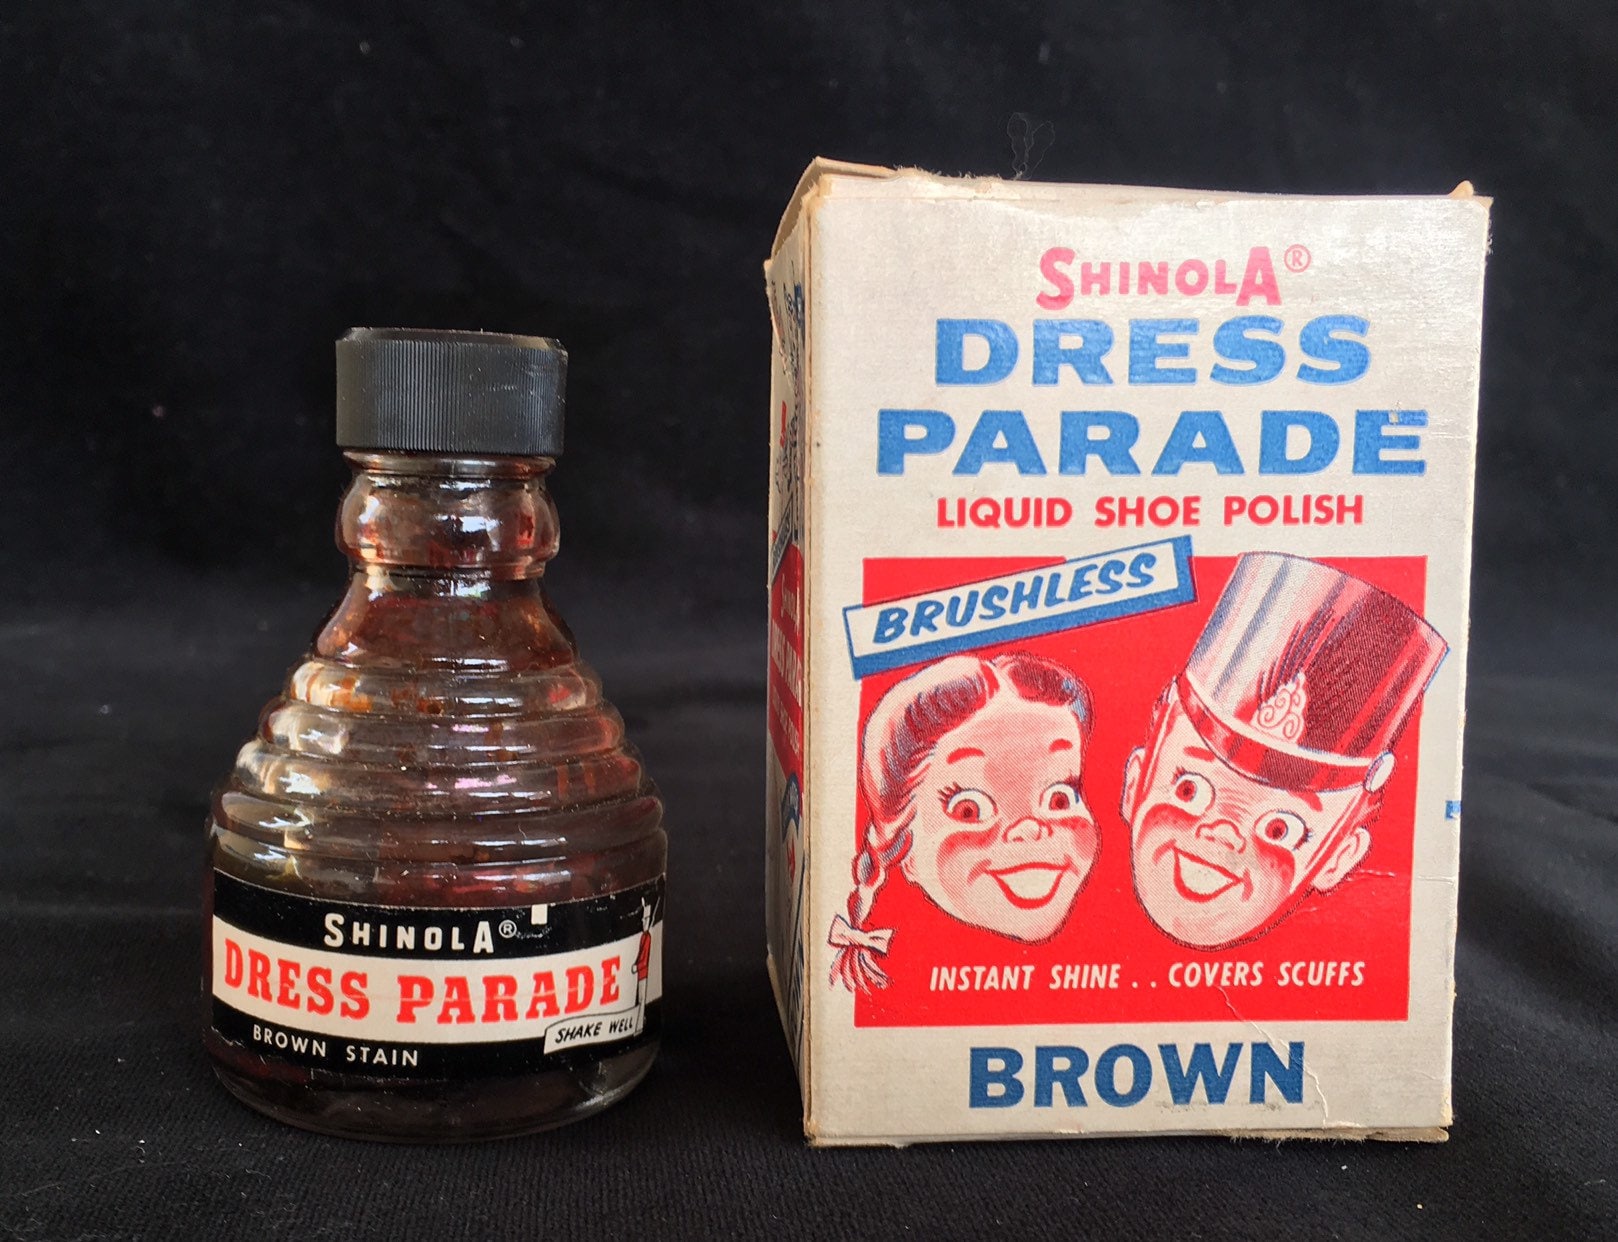 SHINOLA®
DRESS PARADE
BROWN STAIN
SHAKE WELL
SHINOLA®
DRESS
PARADE
LIQUID SHOE POLISH
BRUSHLESS
INSTANT SHINE . . COVERS SCUFFS
BROWN